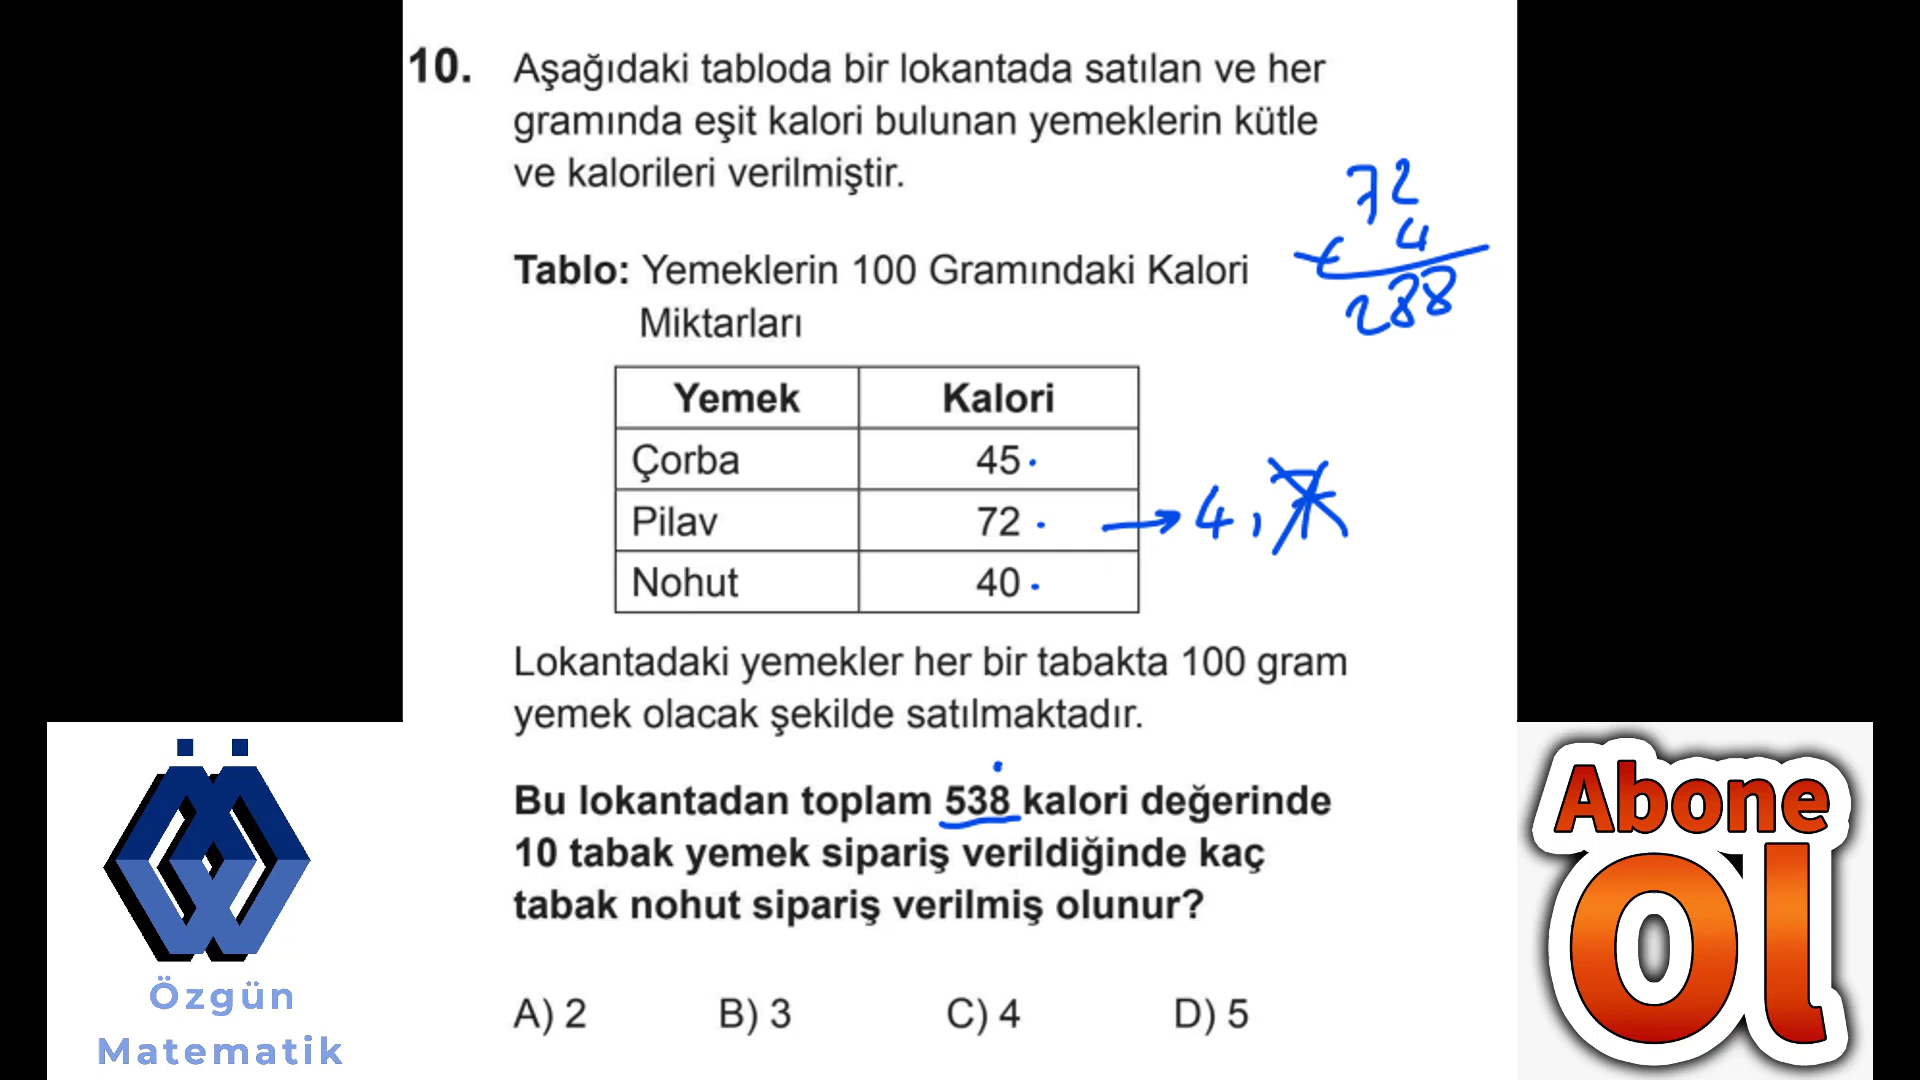 10. Aşağıdaki tabloda bir lokantada satılan ve her
gramında eşit kalori bulunan yemeklerin kütle
ve kalorileri verilmiştir.
72
4
288
Tablo: Yemeklerin 100 Gramındaki Kalori
Miktarları
Yemek Kalori
Çorba 45
Pilav 72 → 4, 7
Nohut 40
Lokantadaki yemekler her bir tabakta 100 gram
yemek olacak şekilde satılmaktadır.
Bu lokantadan toplam 538 kalori değerinde
10 tabak yemek sipariş verildiğinde kaç
tabak nohut sipariş verilmiş olunur?
A) 2 B) 3 C) 4 D) 5
Özgün
Matematik
Abone
Ol